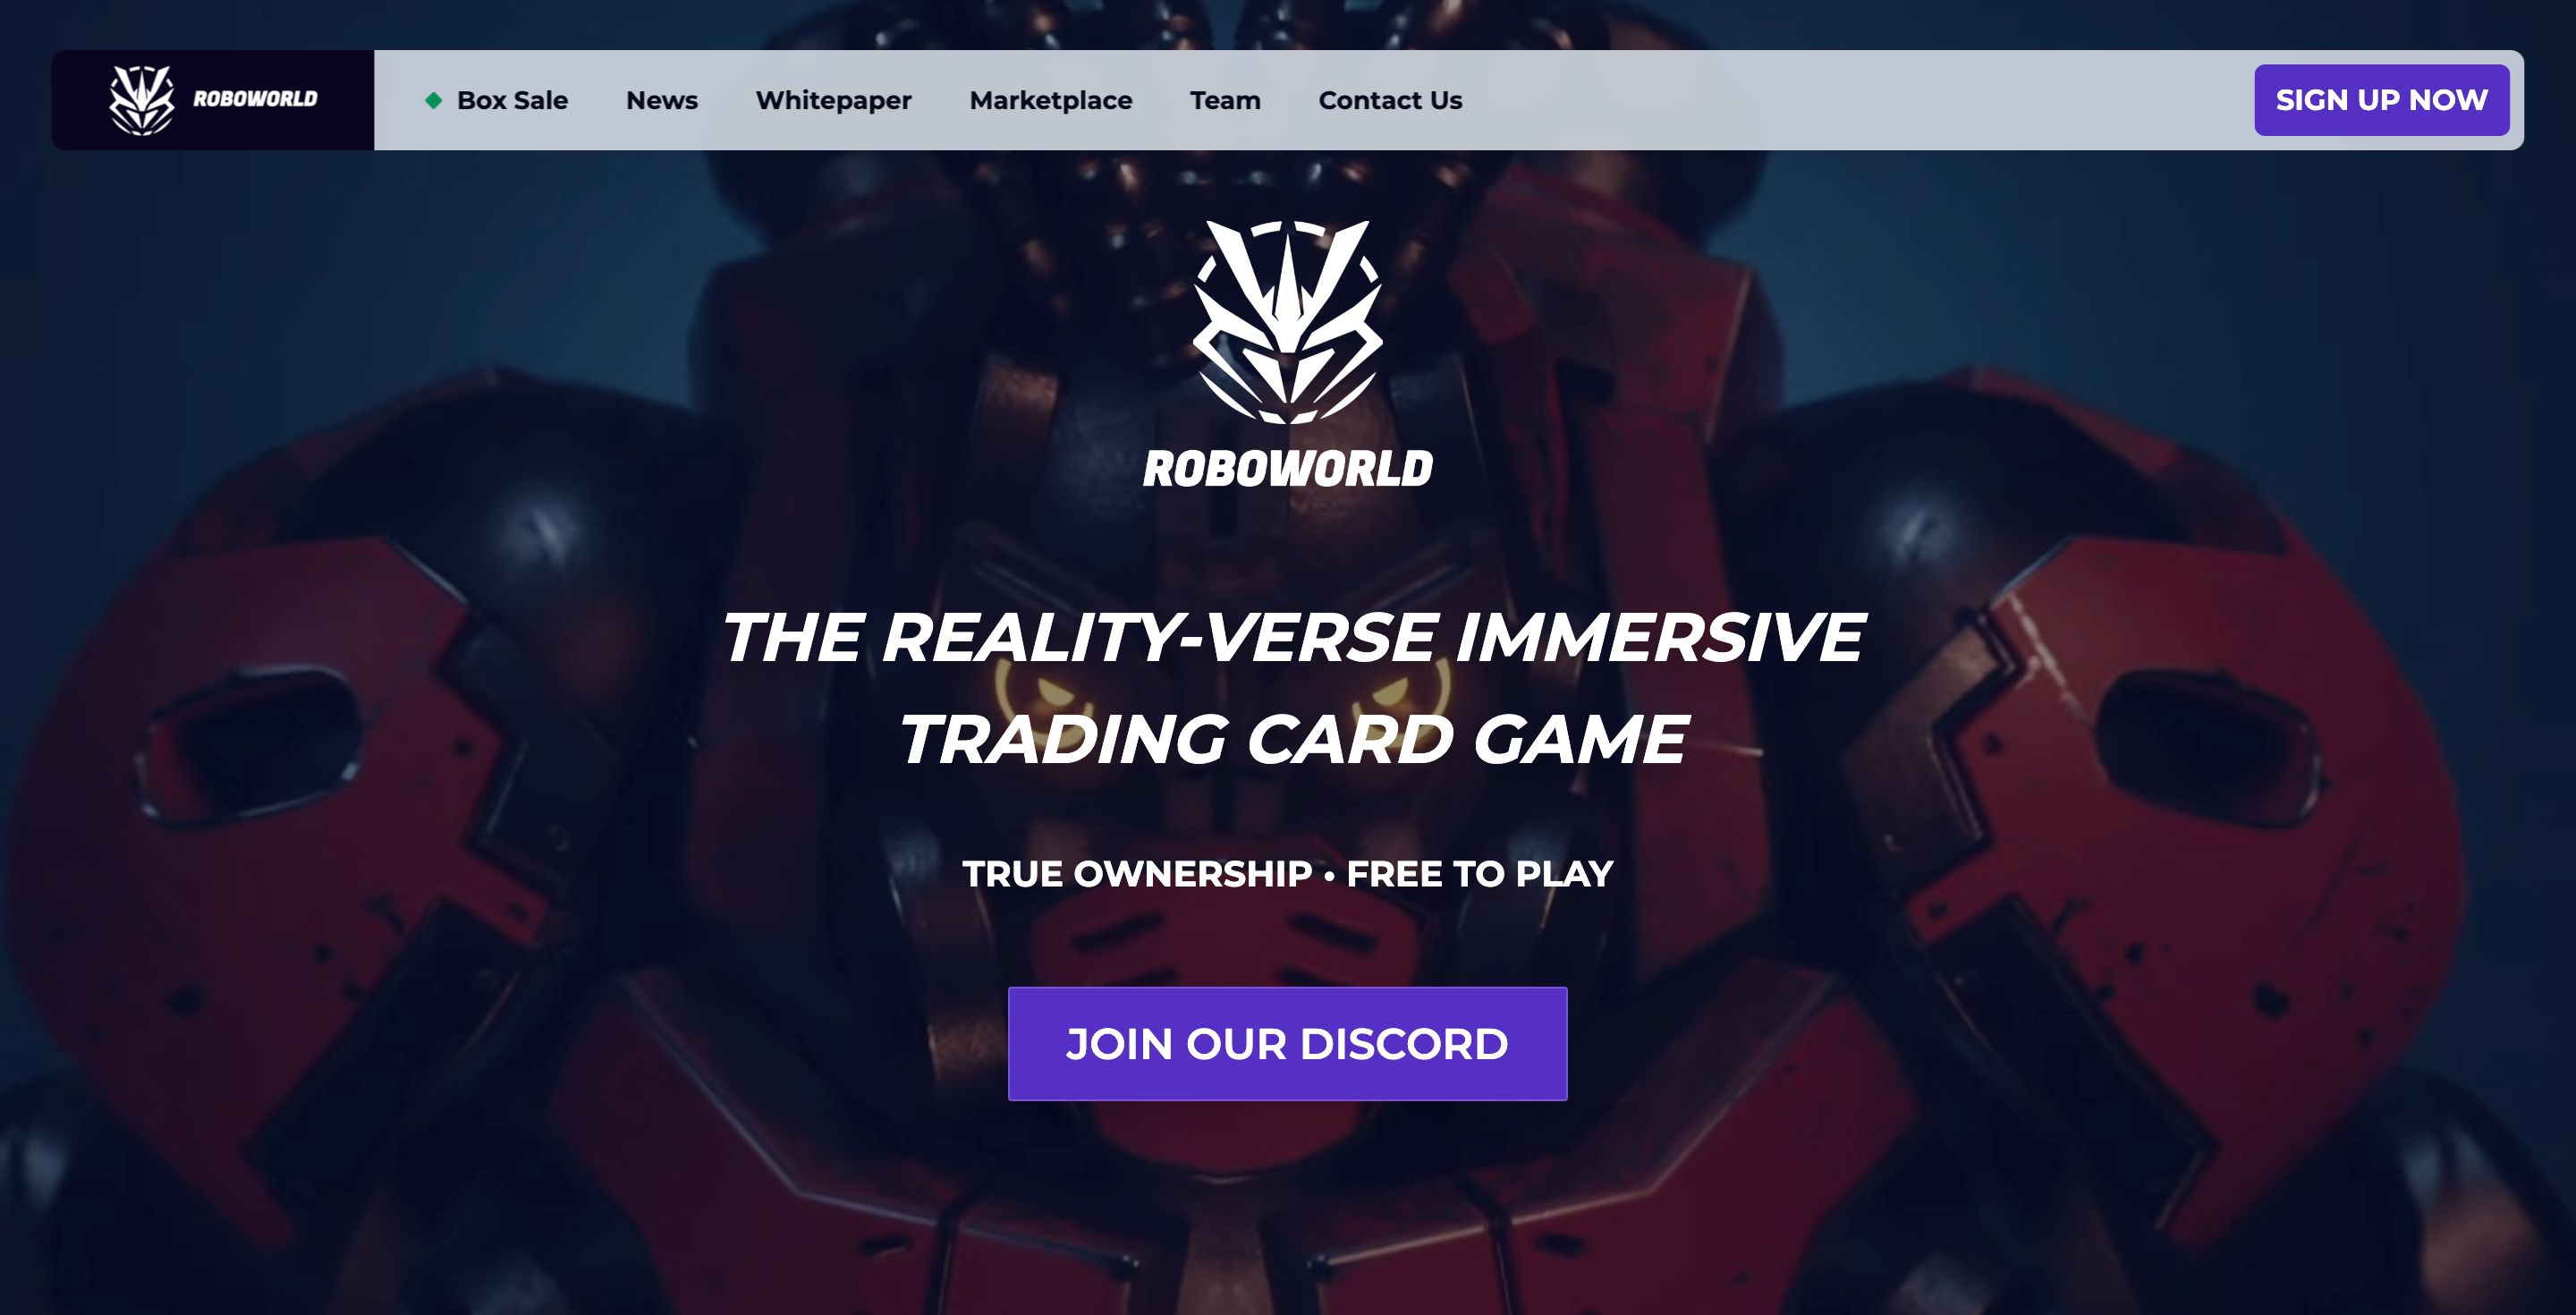 ROBOWORLD
Box Sale
News
Whitepaper
Marketplace
Team
Contact Us
SIGN UP NOW
ROBOWORLD
THE REALITY-VERSE IMMERSIVE
TRADING CARD GAME
TRUE OWNERSHIP • FREE TO PLAY
JOIN OUR DISCORD